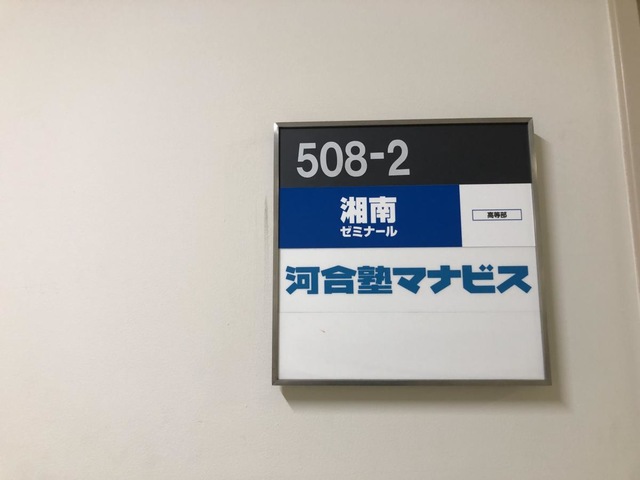 508-2
湘南
ゼミナール
高等部
河合塾マナビス